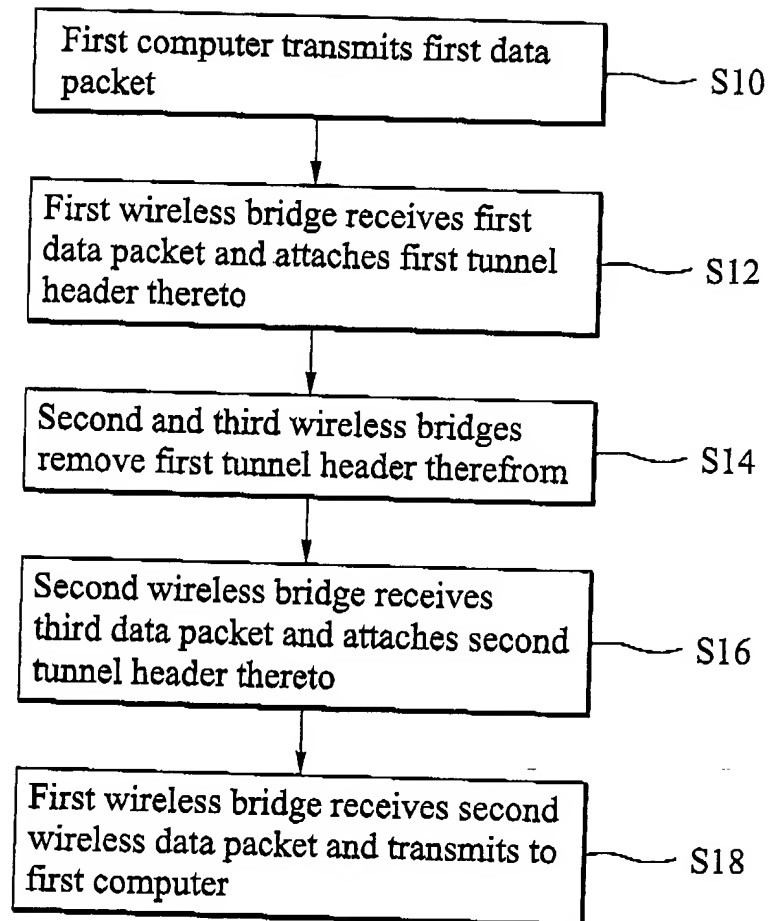 First computer transmits first data
packet
S10
First wireless bridge receives first
data packet and attaches first tunnel
header thereto
S12
Second and third wireless bridges
remove first tunnel header therefrom
S14
Second wireless bridge receives
third data packet and attaches second
tunnel header thereto
S16
First wireless bridge receives second
wireless data packet and transmits to
first computer
S18